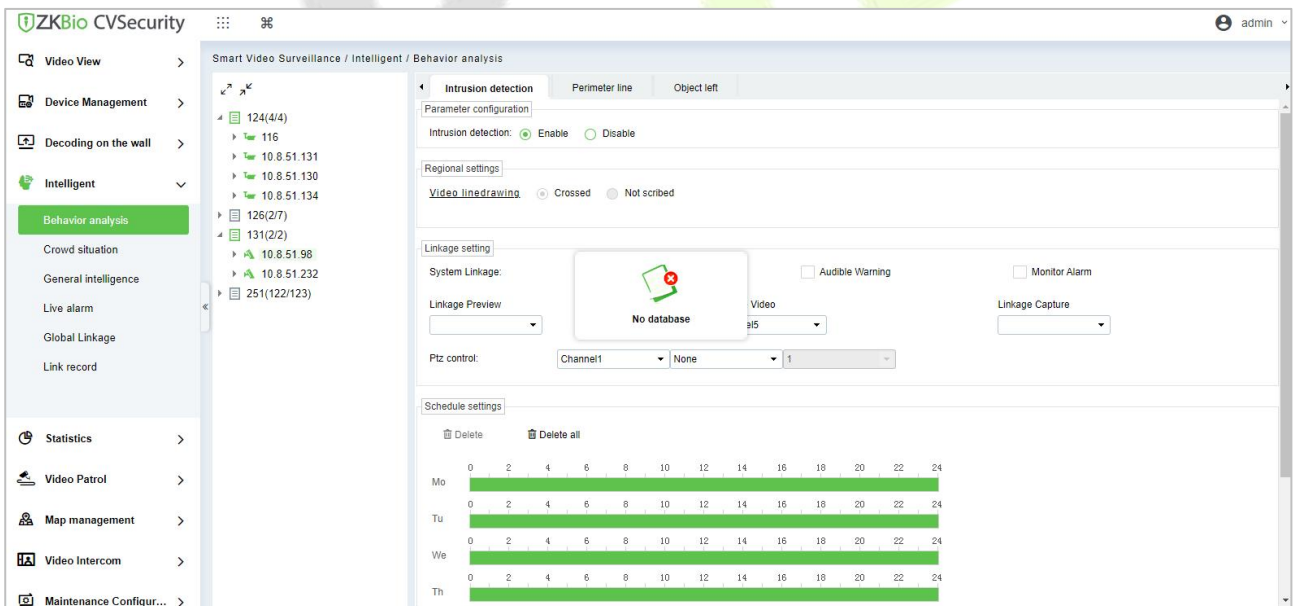 ZKBio CVSecurity
admin
Video View
Device Management
Decoding on the wall
Intelligent
Behavior analysis
Crowd situation
General intelligence
Live alarm
Global Linkage
Link record
Statistics
Video Patrol
Map management
Video Intercom
Maintenance Configur...
Smart Video Surveillance / Intelligent / Behavior analysis
124(4/4)
116
10.8.51.131
10.8.51.130
10.8.51.134
126(2/7)
131(2/2)
10.8.51.98
10.8.51.232
251(122/123)
Intrusion detection Perimeter line Object left
Parameter configuration
Intrusion detection: Enable Disable
Regional settings
Video linedrawing Crossed Not scribed
Linkage setting
System Linkage: Audible Warning Monitor Alarm
Linkage Preview Video Linkage Capture
No database
el5
Ptz control: Channel1 None 1
Schedule settings
Delete Delete all
0 2 4 6 8 10 12 14 16 18 20 22 24
Mo
0 2 4 6 8 10 12 14 16 18 20 22 24
Tu
0 2 4 6 8 10 12 14 16 18 20 22 24
We
0 2 4 6 8 10 12 14 16 18 20 22 24
Th